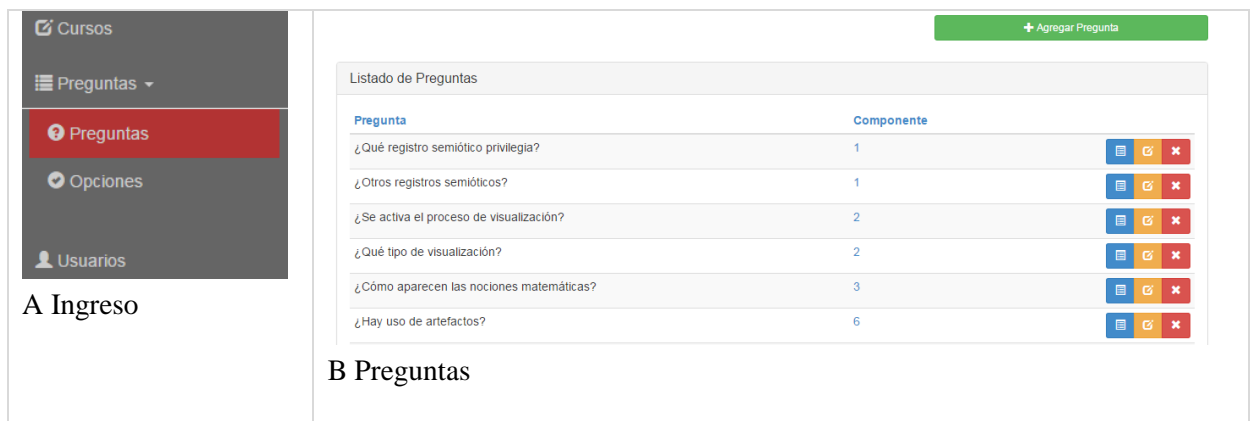 Cursos
Preguntas
Preguntas
Opciones
Usuarios
A Ingreso
Agregar Pregunta
Listado de Preguntas
Pregunta Componente
¿Qué registro semiótico privilegia? 1
¿Otros registros semióticos? 1
¿Se activa el proceso de visualización? 2
¿Qué tipo de visualización? 2
¿Cómo aparecen las nociones matemáticas? 3
¿Hay uso de artefactos? 6
B Preguntas